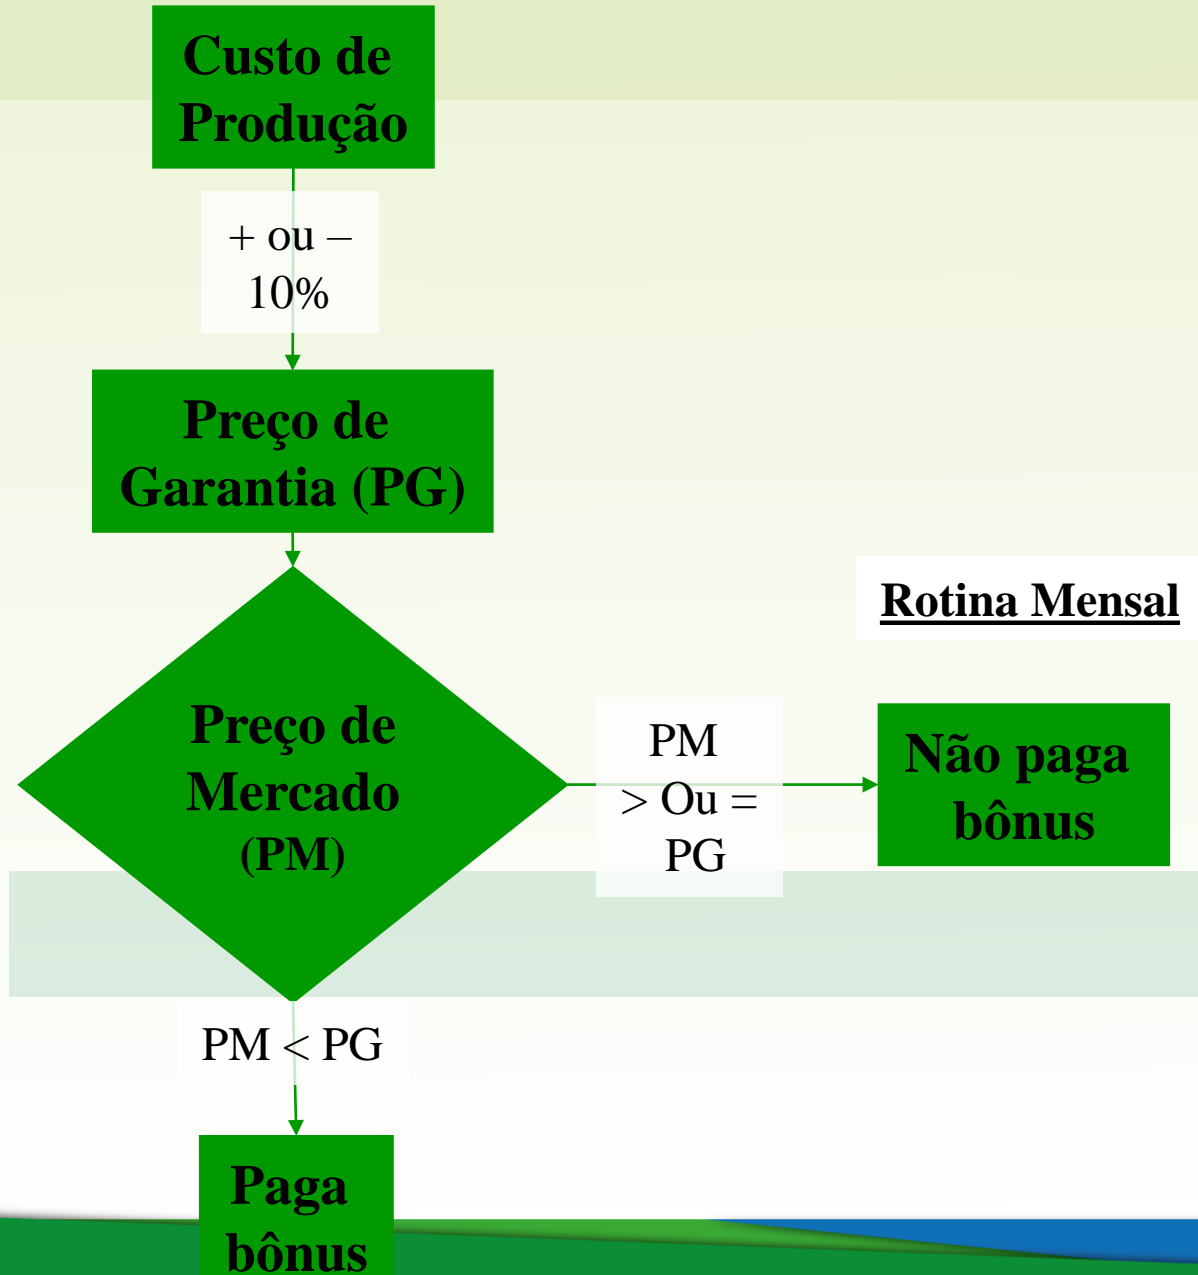 Custo de
Produção
+ ou –
10%
Preço de
Garantia (PG)
Rotina Mensal
Preço de
Mercado
(PM)
PM
> Ou =
PG
Não paga
bônus
PM < PG
Paga
bônus